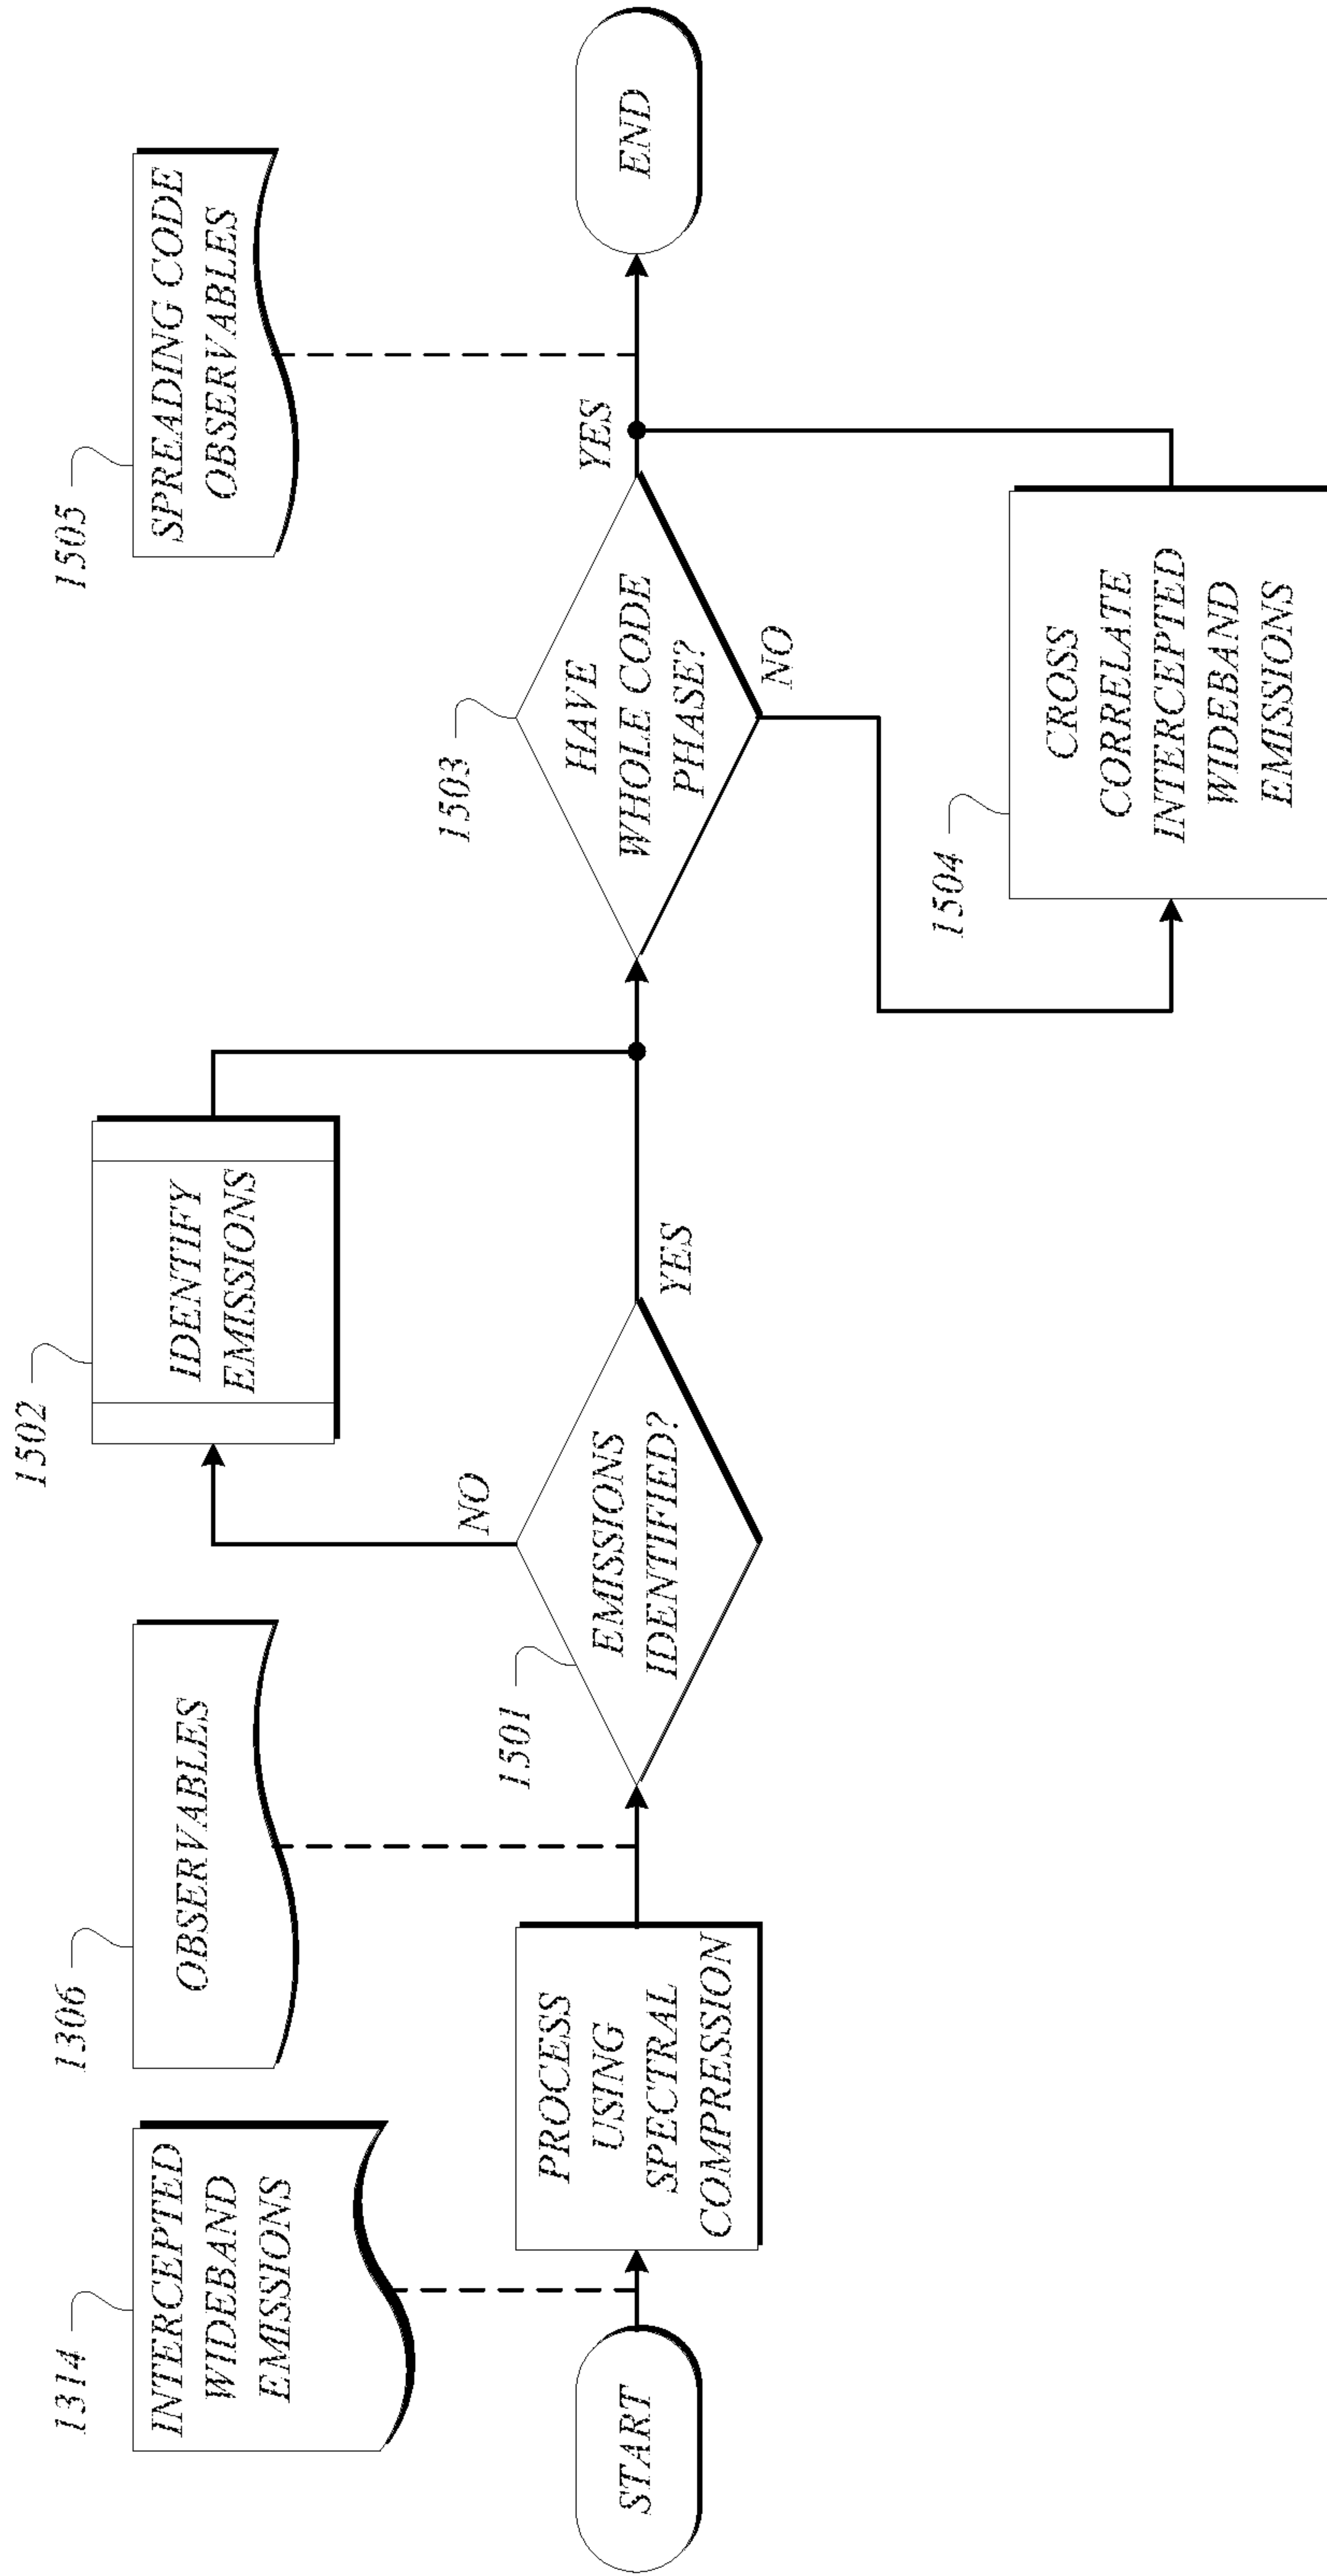 1314
INTERCEPTED
WIDEBAND
EMISSIONS
1306
OBSERVABLES
1502
IDENTIFY
EMISSIONS
1505
SPREADING CODE
OBSERVABLES
START
PROCESS
USING
SPECTRAL
COMPRESSION
1501
EMISSIONS
IDENTIFIED?
NO
YES
1503
HAVE
WHOLE CODE
PHASE?
YES
NO
END
1504
CROSS
CORRELATE
INTERCEPTED
WIDEBAND
EMISSIONS